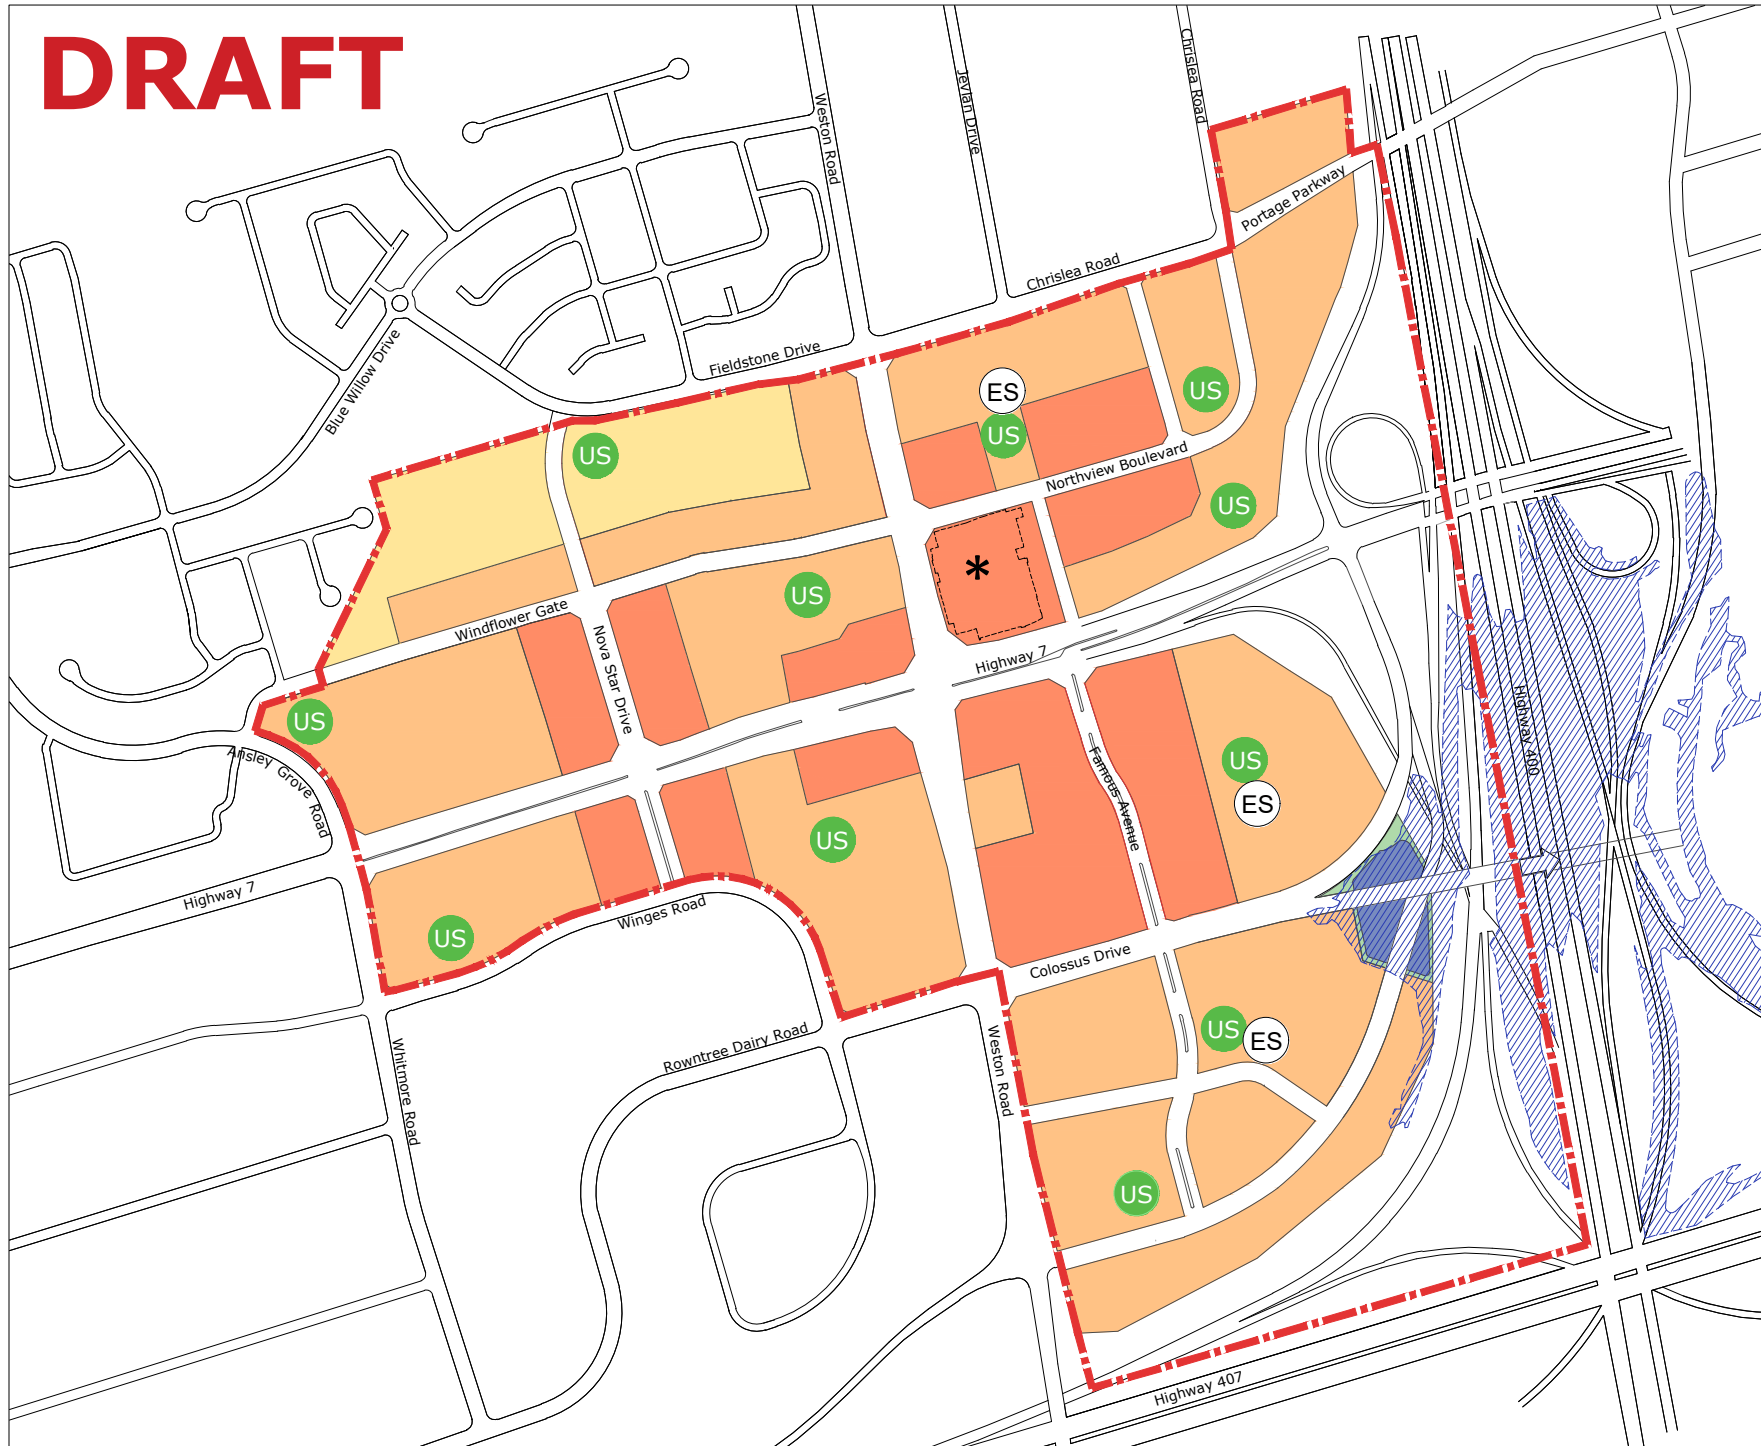 DRAFT
Weston Road
Jevlan Drive
Chrislea Road
Portage Parkway
Chrislea Road
Fieldstone Drive
Blue Willow Drive
ES
US
US
US
Northview Boulevard
US
*
US
Windflower Gate
Nova Star Drive
Highway 7
US
Highway 400
Ansley Grove Road
Famous Avenue
US
ES
US
Highway 7
Winges Road
US
Colossus Drive
US
ES
Rowntree Dairy Road
Weston Road
Whitmore Road
US
Highway 407